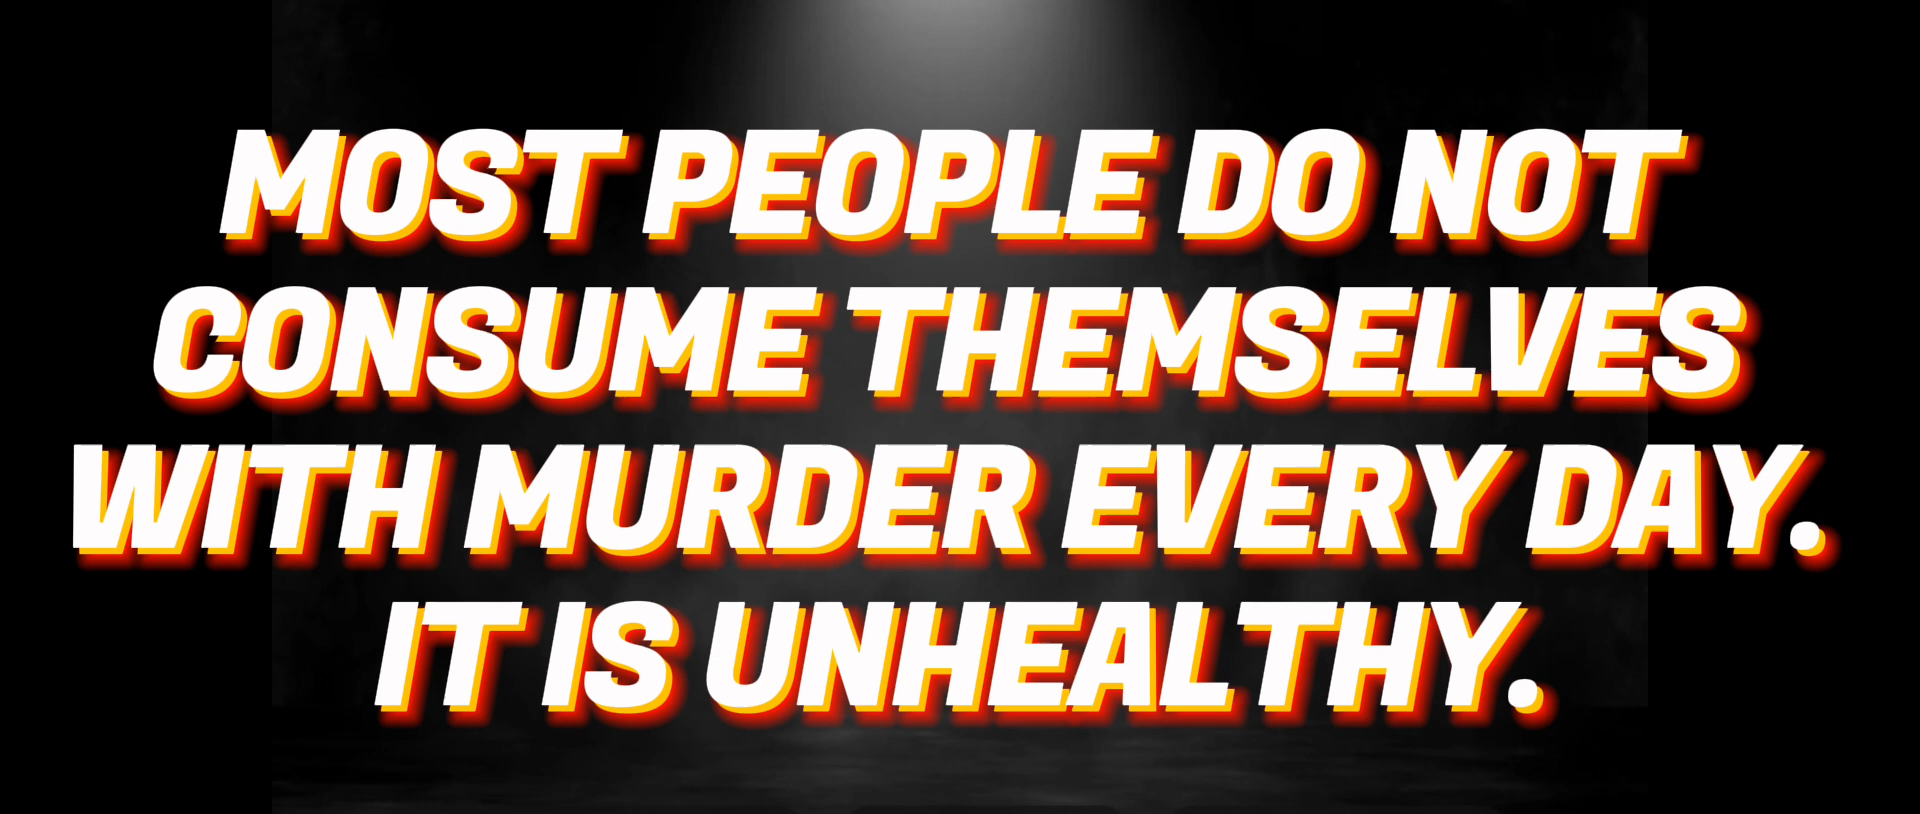 MOST PEOPLE DO NOT
CONSUME THEMSELVES
WITH MURDER EVERY DAY.
IT IS UNHEALTHY.